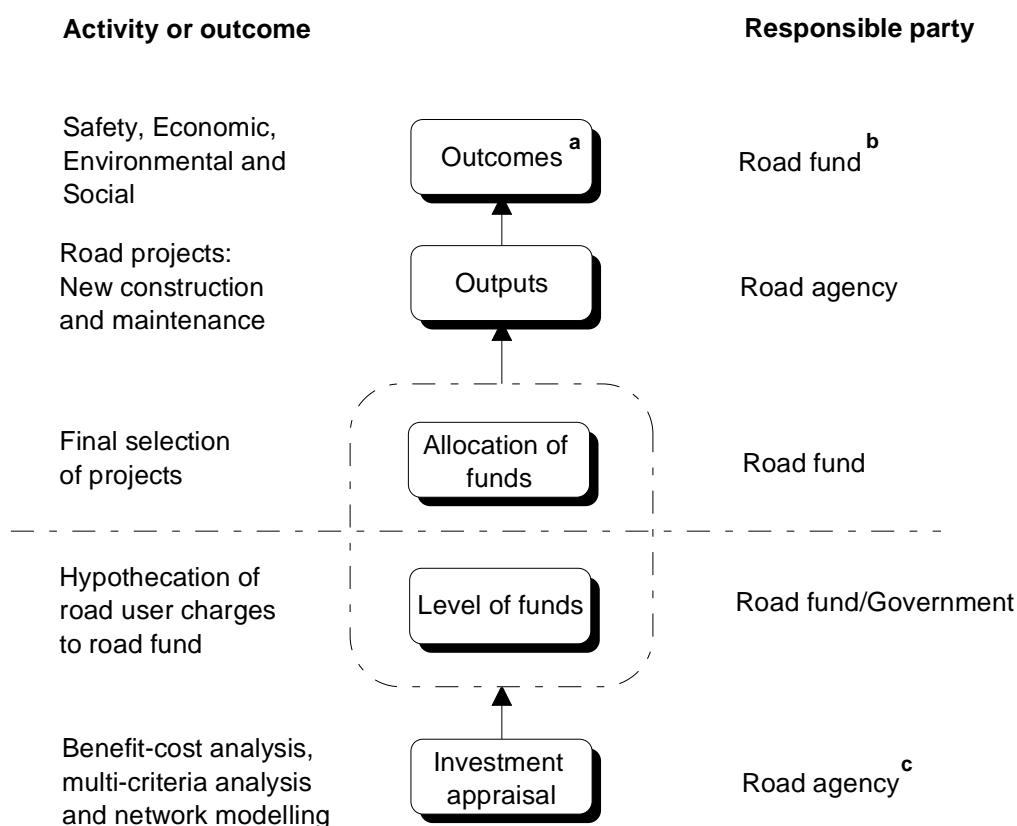 Activity or outcome
Responsible party
Safety, Economic,
Environmental and
Social
Outcomes a
Road fund b
Road projects:
New construction
and maintenance
Outputs
Road agency
Final selection
of projects
Allocation of
funds
Road fund
Hypothecation of
road user charges
to road fund
Level of funds
Road fund/Government
Benefit-cost analysis,
multi-criteria analysis
and network modelling
Investment
appraisal
Road agency c